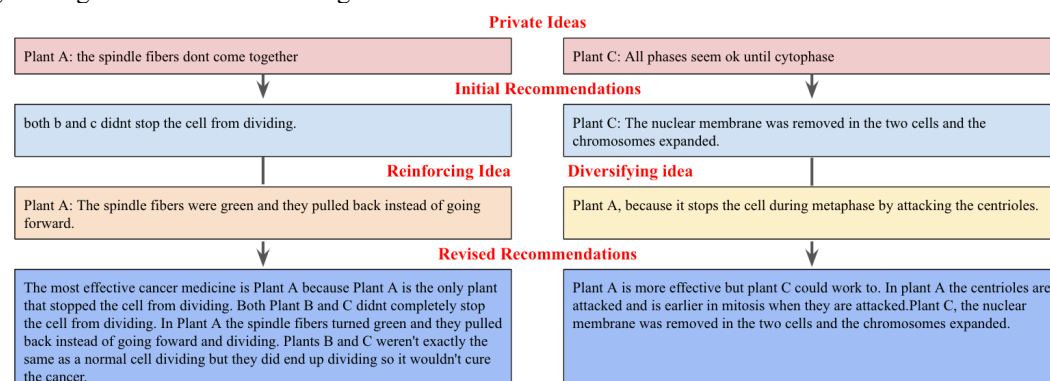 Private Ideas
Plant A: the spindle fibers dont come together
Plant C: All phases seem ok until cytophase
Initial Recommendations
both b and c didnt stop the cell from dividing.
Plant C: The nuclear membrane was removed in the two cells and the
chromosomes expanded.
Reinforcing Idea
Diversifying idea
Plant A: The spindle fibers were green and they pulled back instead of going
forward.
Plant A, because it stops the cell during metaphase by attacking the centrioles.
Revised Recommendations
The most effective cancer medicine is Plant A because Plant A is the only plant
that stopped the cell from dividing. Both Plant B and C didnt completely stop
the cell from dividing. In Plant A the spindle fibers turned green and they pulled
back instead of going foward and dividing. Plants B and C weren't exactly the
same as a normal cell dividing but they did end up dividing so it wouldn't cure
the cancer.
Plant A is more effective but plant C could work to. In plant A the centrioles are
attacked and is earlier in mitosis when they are attacked.Plant C, the nuclear
membrane was removed in the two cells and the chromosomes expanded.